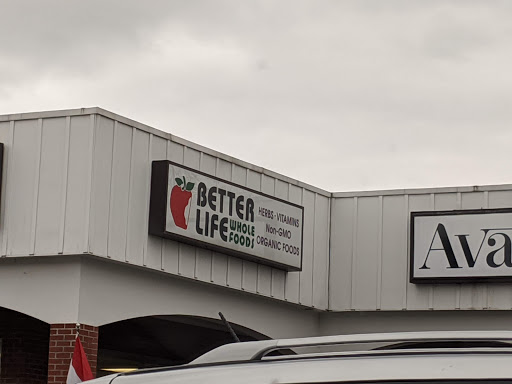 BETTER
LIFE WHOLE FOODS
HERBS · VITAMINS
Non-GMO
ORGANIC FOODS
Ava